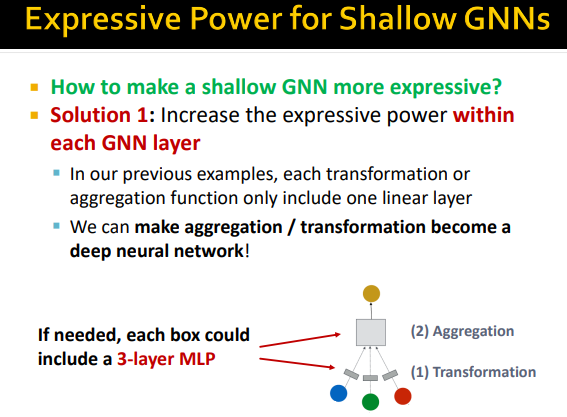 Expressive Power for Shallow GNNs
How to make a shallow GNN more expressive?
Solution 1: Increase the expressive power within
each GNN layer
In our previous examples, each transformation or
aggregation function only include one linear layer
We can make aggregation / transformation become a
deep neural network!
If needed, each box could
include a 3-layer MLP
(2) Aggregation
(1) Transformation